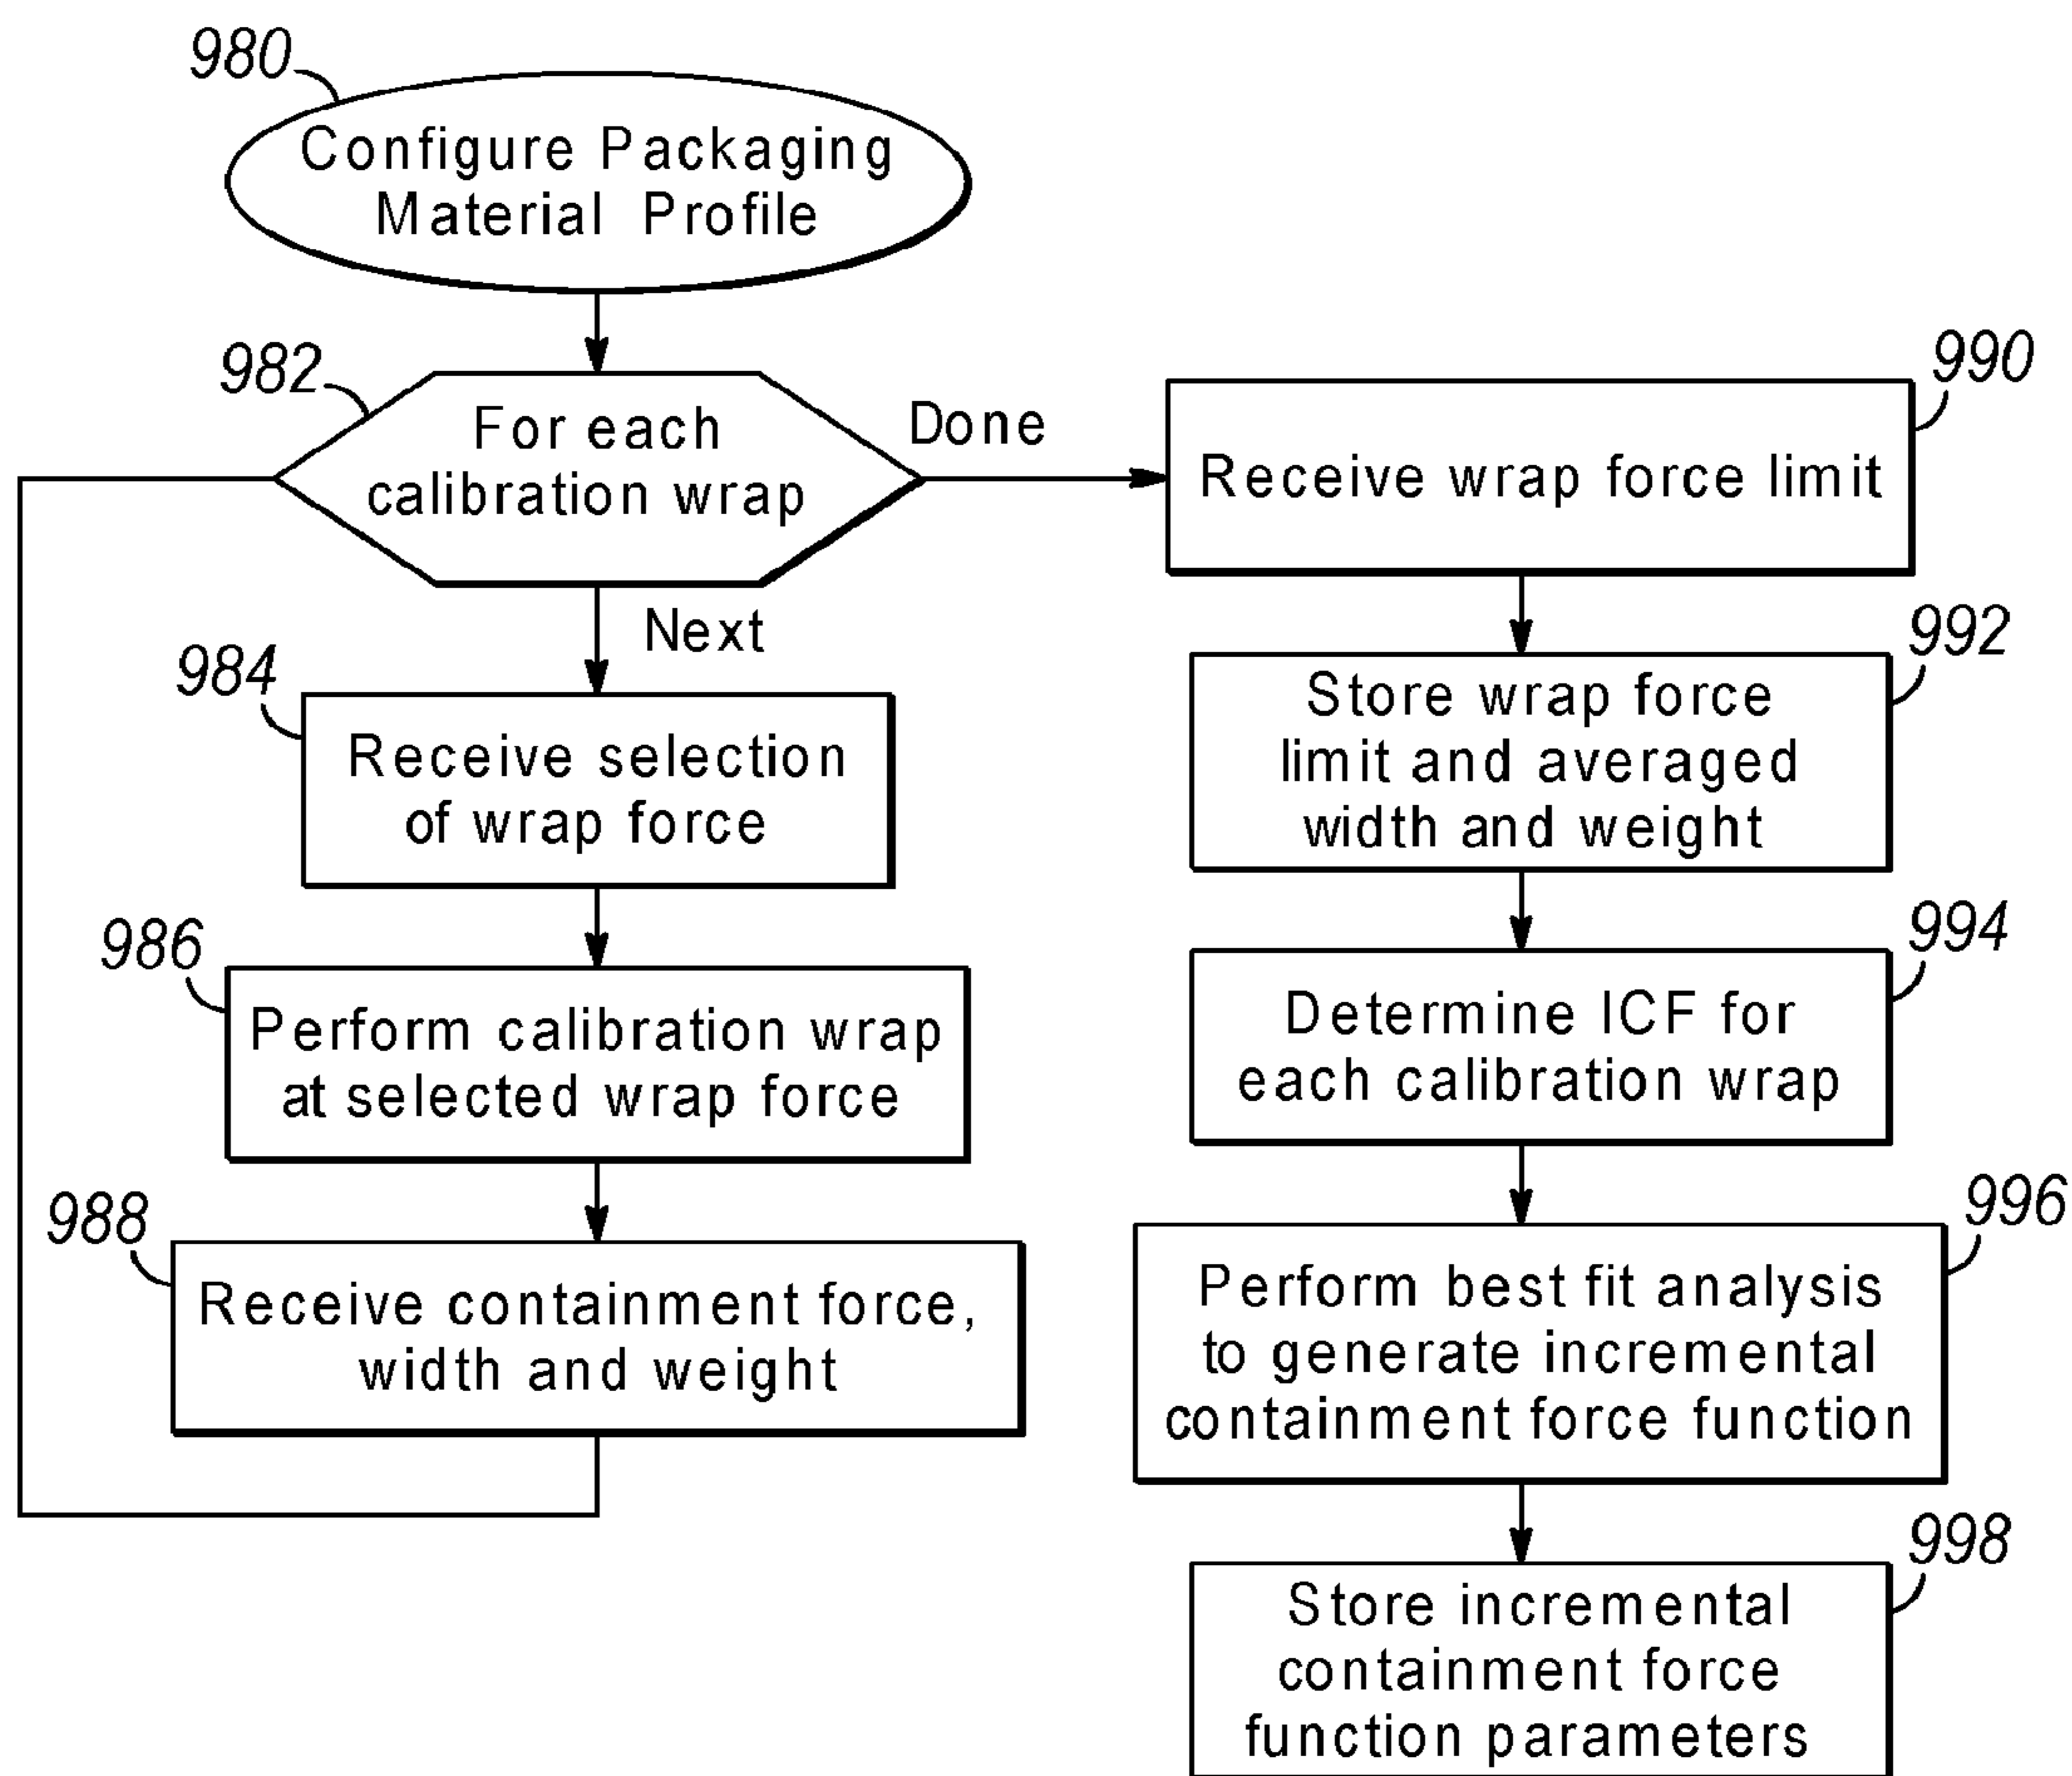 980
Configure Packaging
Material Profile
982
For each
calibration wrap
Done
Next
984
Receive selection
of wrap force
986
Perform calibration wrap
at selected wrap force
988
Receive containment force,
width and weight
990
Receive wrap force limit
992
Store wrap force
limit and averaged
width and weight
994
Determine ICF for
each calibration wrap
996
Perform best fit analysis
to generate incremental
containment force function
998
Store incremental
containment force
function parameters